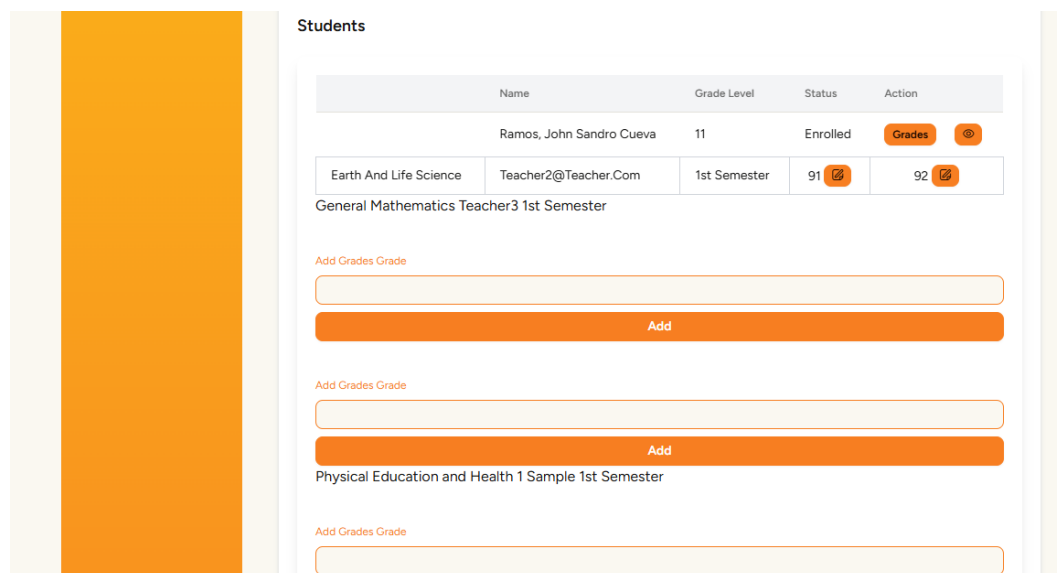 Students
Name Grade Level Status Action
Ramos, John Sandro Cueva 11 Enrolled Grades
Earth And Life Science Teacher2@Teacher.Com 1st Semester 91 92
General Mathematics Teacher3 1st Semester
Add Grades Grade
Add
Add Grades Grade
Add
Physical Education and Health 1 Sample 1st Semester
Add Grades Grade